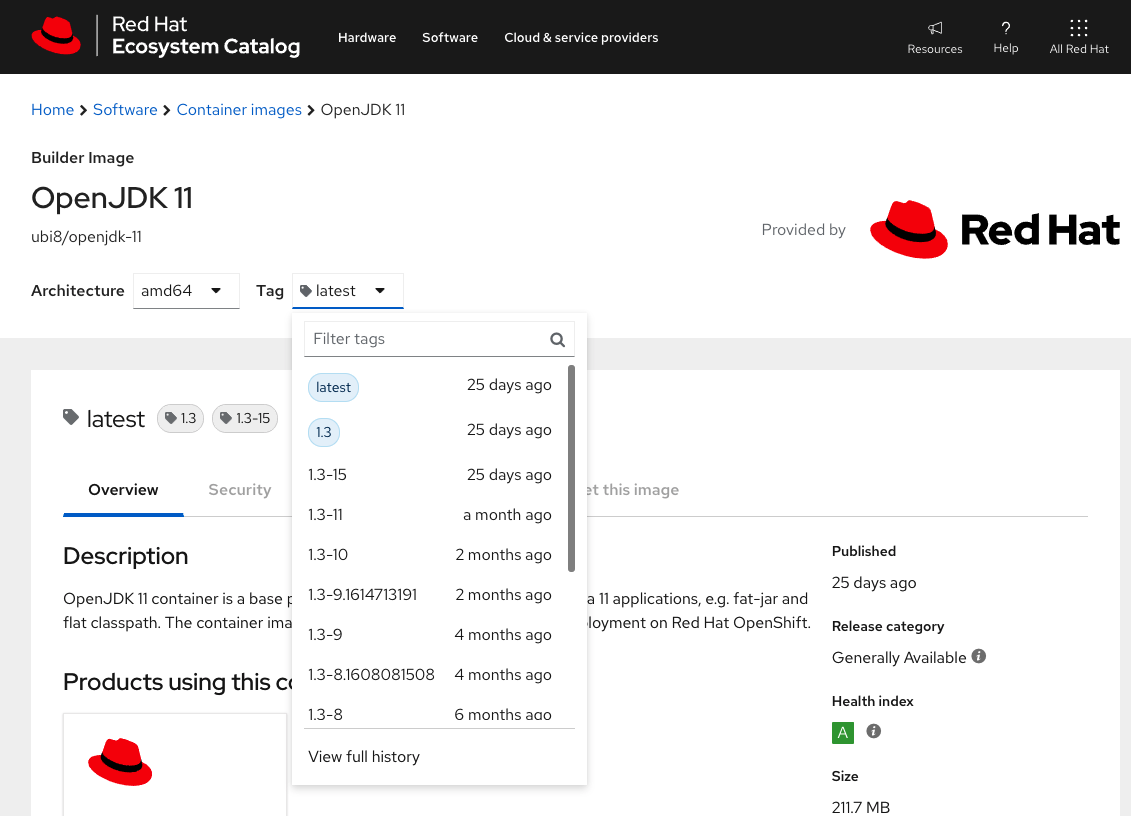 Red Hat
Ecosystem Catalog
Hardware Software Cloud & service providers
Resources Help All Red Hat
Home Software Container images OpenJDK 11
Builder Image
OpenJDK 11
ubi8/openjdk-11
Provided by Red Hat
Architecture amd64 Tag latest
Filter tags
latest 25 days ago
1.3 25 days ago
1.3-15 25 days ago
1.3-11 a month ago
1.3-10 2 months ago
1.3-9.1614713191 2 months ago
1.3-9 4 months ago
1.3-8.1608081508 4 months ago
1.3-8 6 months ago
View full history
latest 1.3 1.3-15
Overview Security et this image
Description
OpenJDK 11 container is a base p a 11 applications, e.g. fat-jar and
flat classpath. The container ima loyment on Red Hat OpenShift.
Products using this co
Published
25 days ago
Release category
Generally Available
Health index
A
Size
211.7 MB